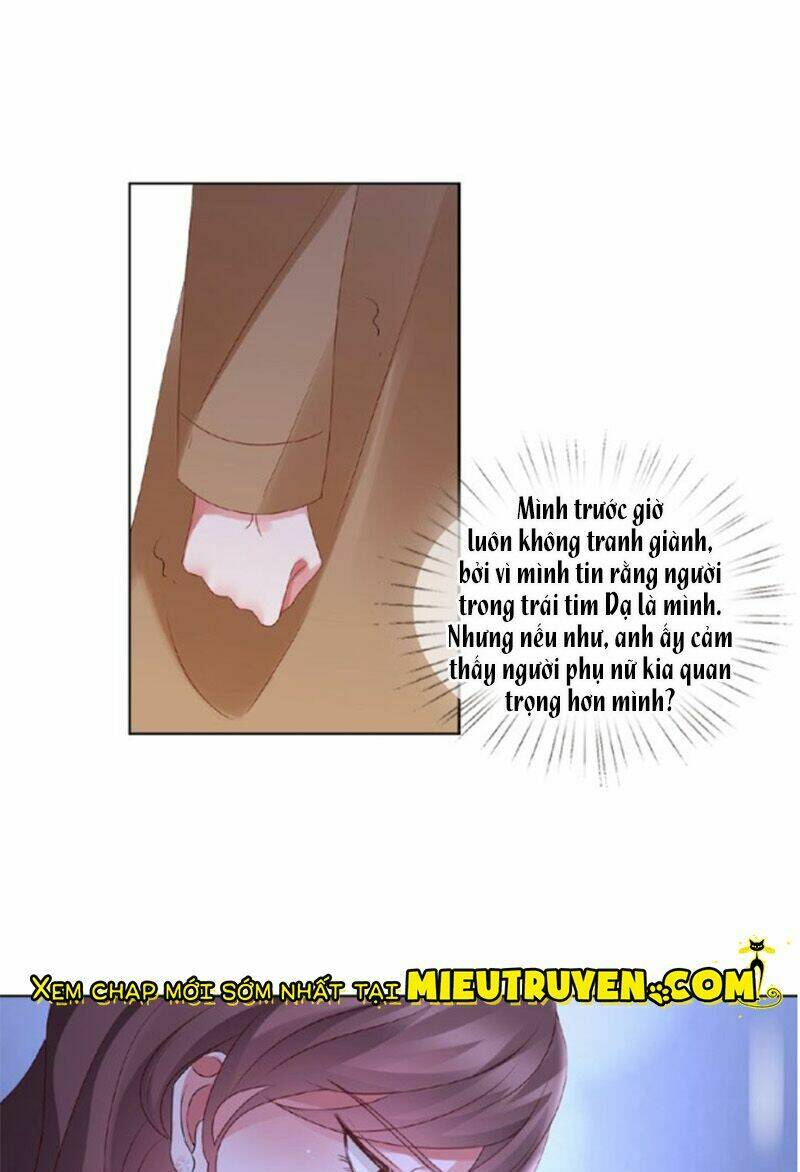 Mình trước giờ
luôn không tranh giành,
bởi vì mình tin rằng người
trong trái tim Dạ là mình.
Nhưng nếu như, anh ấy cảm
thấy người phụ nữ kia quan
trọng hơn mình?
XEM CHAP MỚI SỚM NHẤT TẠI MIEUTRUYEN.COM